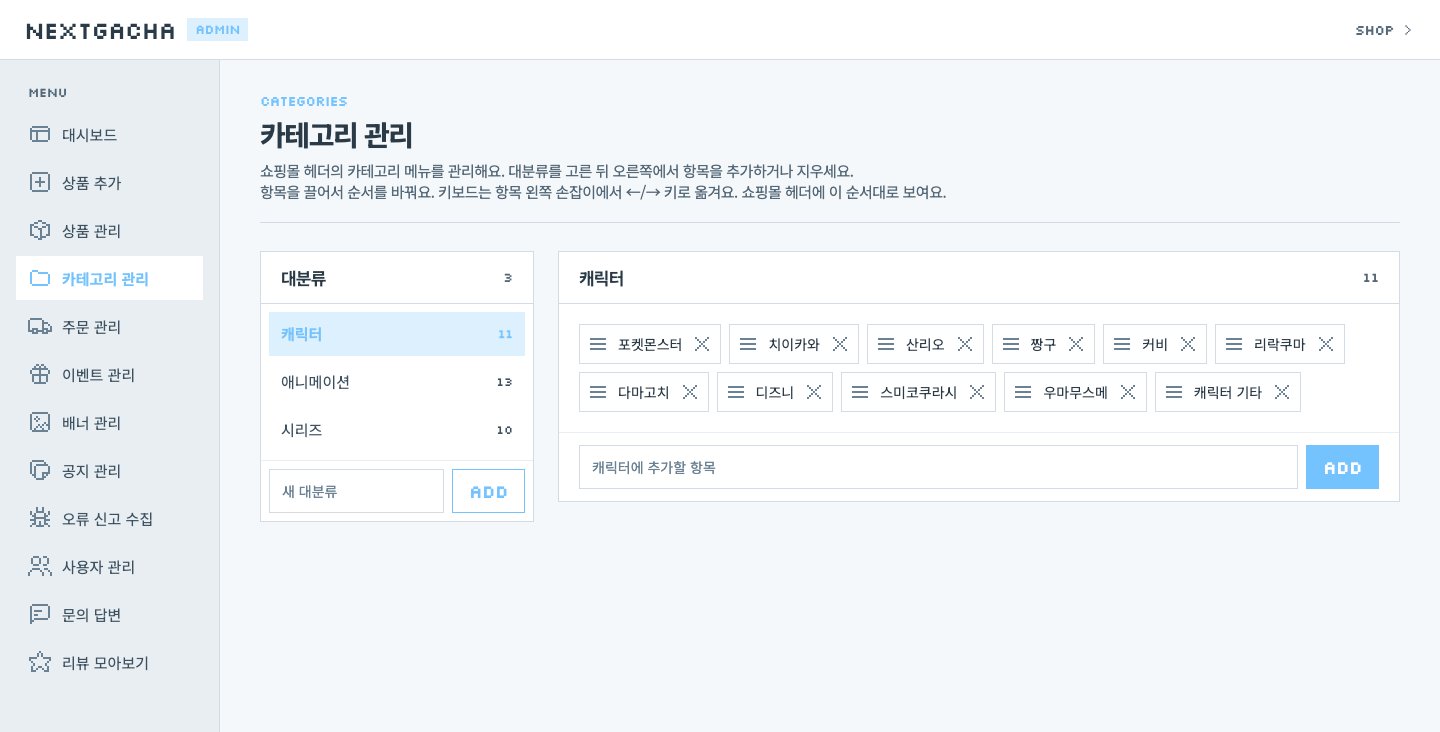 NEXTGACHA ADMIN
SHOP
MENU
대시보드
상품 추가
상품 관리
카테고리 관리
주문 관리
이벤트 관리
배너 관리
공지 관리
오류 신고 수집
사용자 관리
문의 답변
리뷰 모아보기
CATEGORIES
카테고리 관리
쇼핑몰 헤더의 카테고리 메뉴를 관리해요. 대분류를 고른 뒤 오른쪽에서 항목을 추가하거나 지우세요.
항목을 끌어서 순서를 바꿔요. 키보드는 항목 왼쪽 손잡이에서 ←/→ 키로 옮겨요. 쇼핑몰 헤더에 이 순서대로 보여요.
대분류 3
캐릭터 11
애니메이션 13
시리즈 10
새 대분류 ADD
캐릭터 11
포켓몬스터 치이카와 산리오 짱구 커비 리락쿠마
다마고치 디즈니 스미코쿠라시 우마무스메 캐릭터 기타
캐릭터에 추가할 항목 ADD